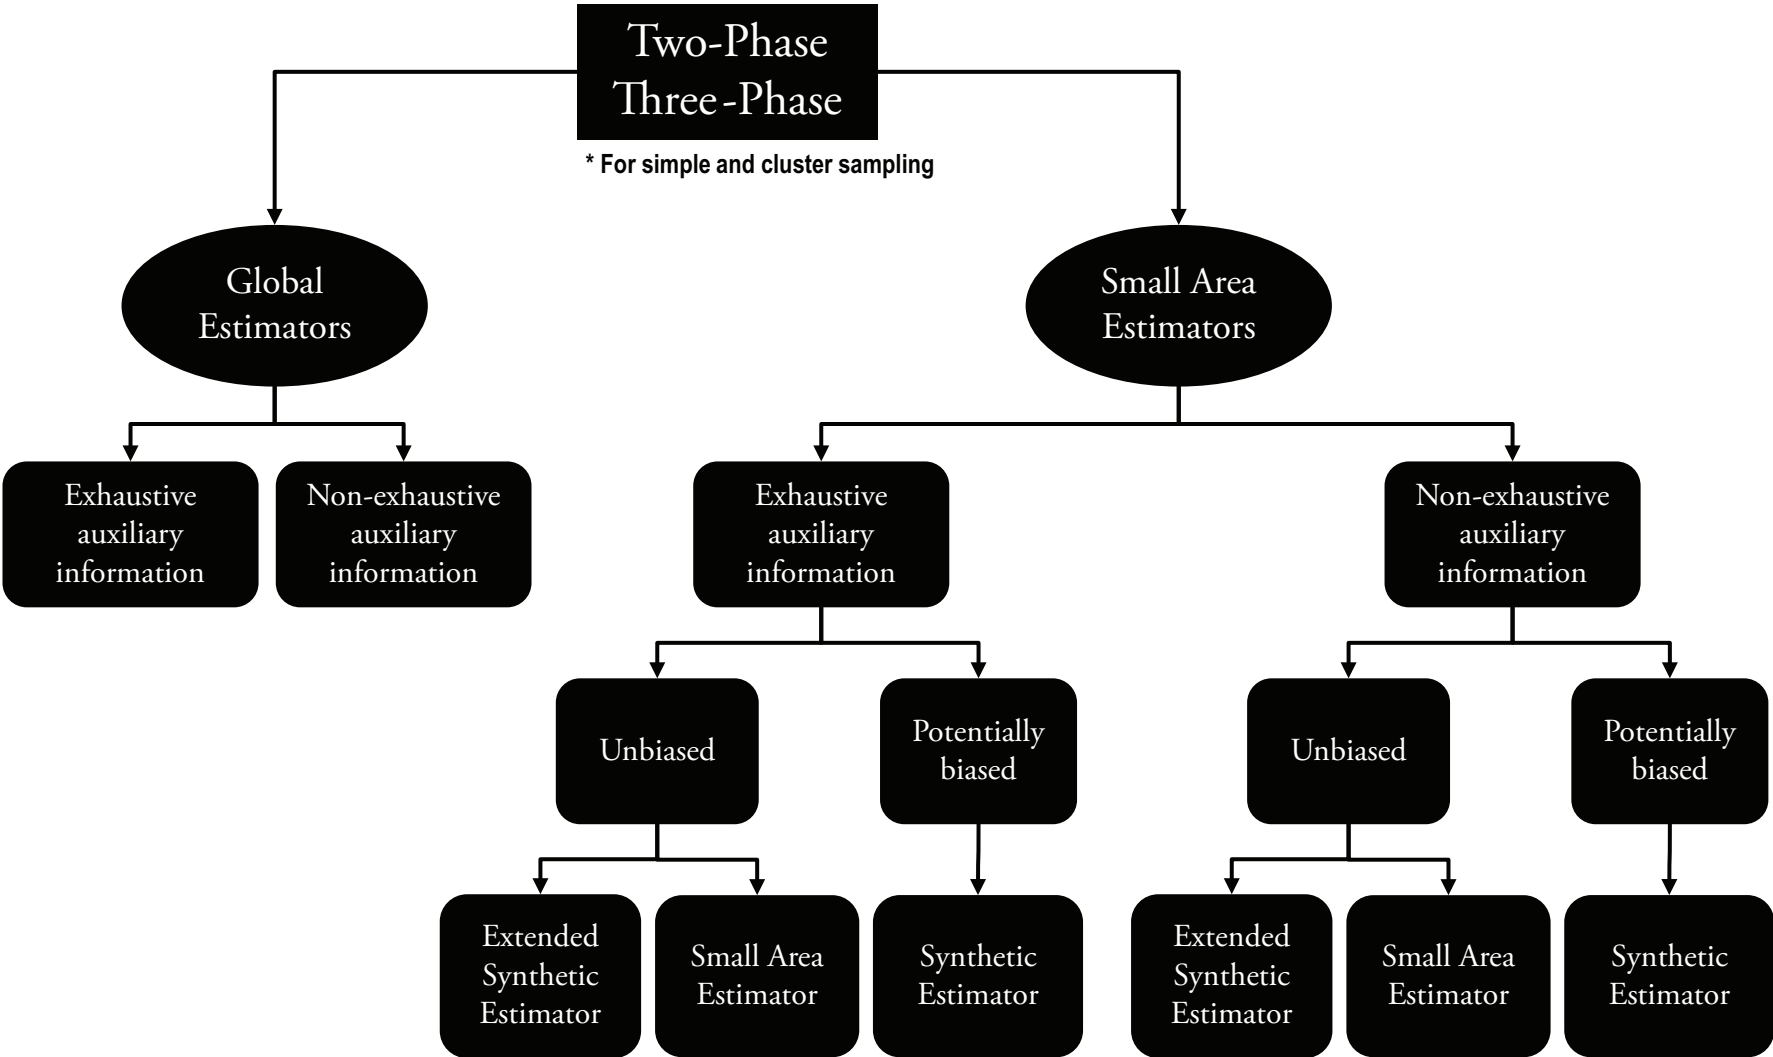 Two-Phase
Three-Phase
* For simple and cluster sampling
Global
Estimators
Small Area
Estimators
Exhaustive
auxiliary
information
Non-exhaustive
auxiliary
information
Exhaustive
auxiliary
information
Non-exhaustive
auxiliary
information
Unbiased
Potentially
biased
Unbiased
Potentially
biased
Extended
Synthetic
Estimator
Small Area
Estimator
Synthetic
Estimator
Extended
Synthetic
Estimator
Small Area
Estimator
Synthetic
Estimator